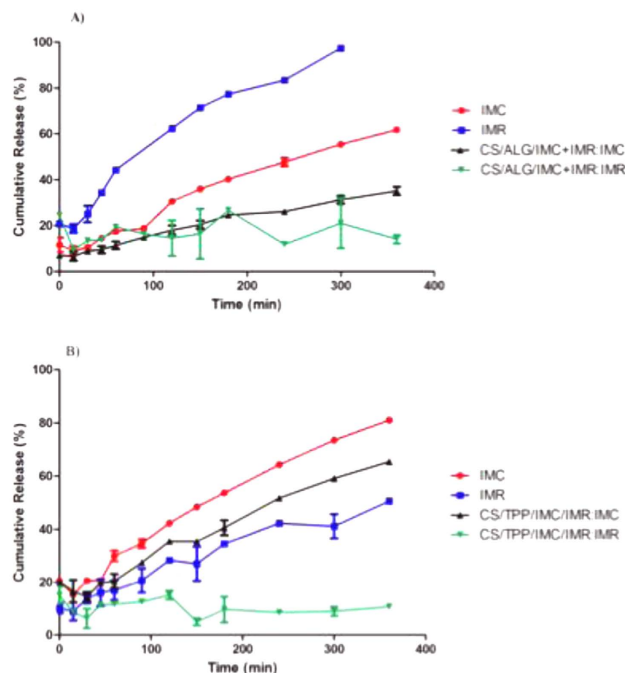 A)
Cumulative Release (%)
100
80
60
40
20
0
0
100
200
300
400
Time (min)
IMC
IMR
CS/ALG/IMC+IMR:IMC
CS/ALG/IMC+IMR:IMR
B)
Cumulative Release (%)
100
80
60
40
20
0
0
100
200
300
400
Time (min)
IMC
IMR
CS/TPP/IMC/IMR:IMC
CS/TPP/IMC/IMR:IMR